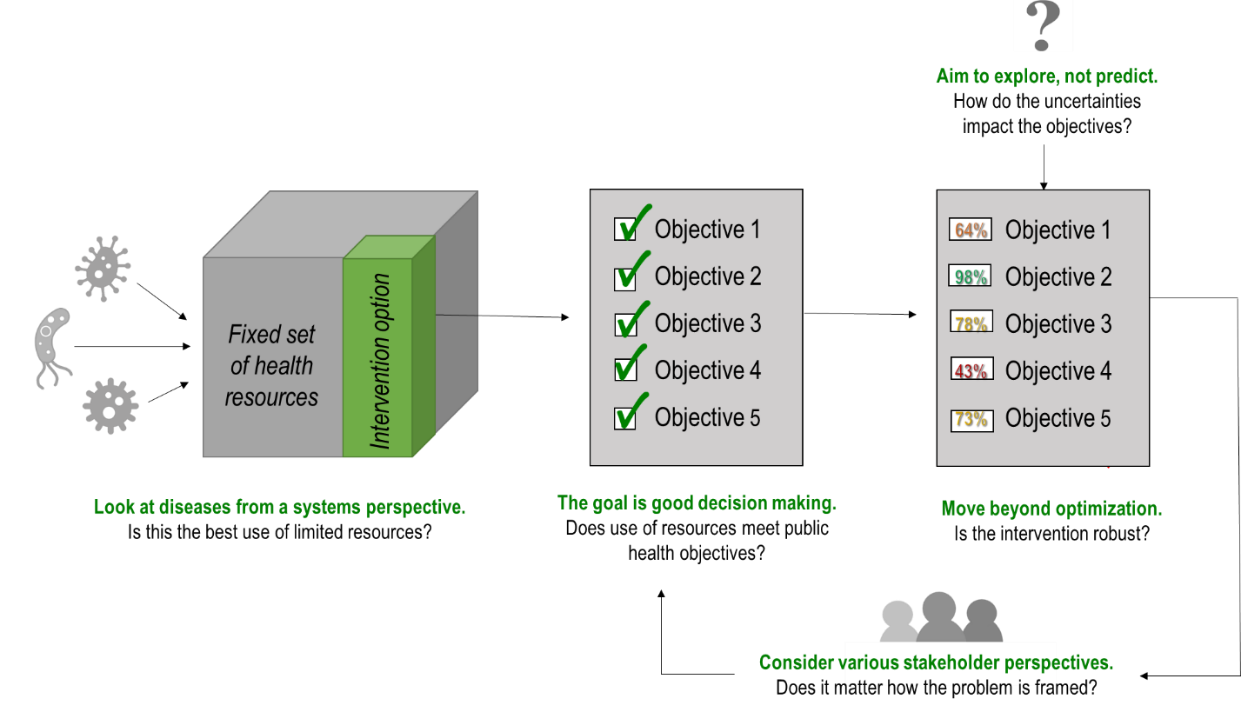 ?
Aim to explore, not predict.
How do the uncertainties
impact the objectives?
Fixed set
of health
resources
Intervention option
Objective 1
Objective 2
Objective 3
Objective 4
Objective 5
64% Objective 1
98% Objective 2
78% Objective 3
43% Objective 4
73% Objective 5
Look at diseases from a systems perspective.
Is this the best use of limited resources?
The goal is good decision making.
Does use of resources meet public
health objectives?
Move beyond optimization.
Is the intervention robust?
Consider various stakeholder perspectives.
Does it matter how the problem is framed?